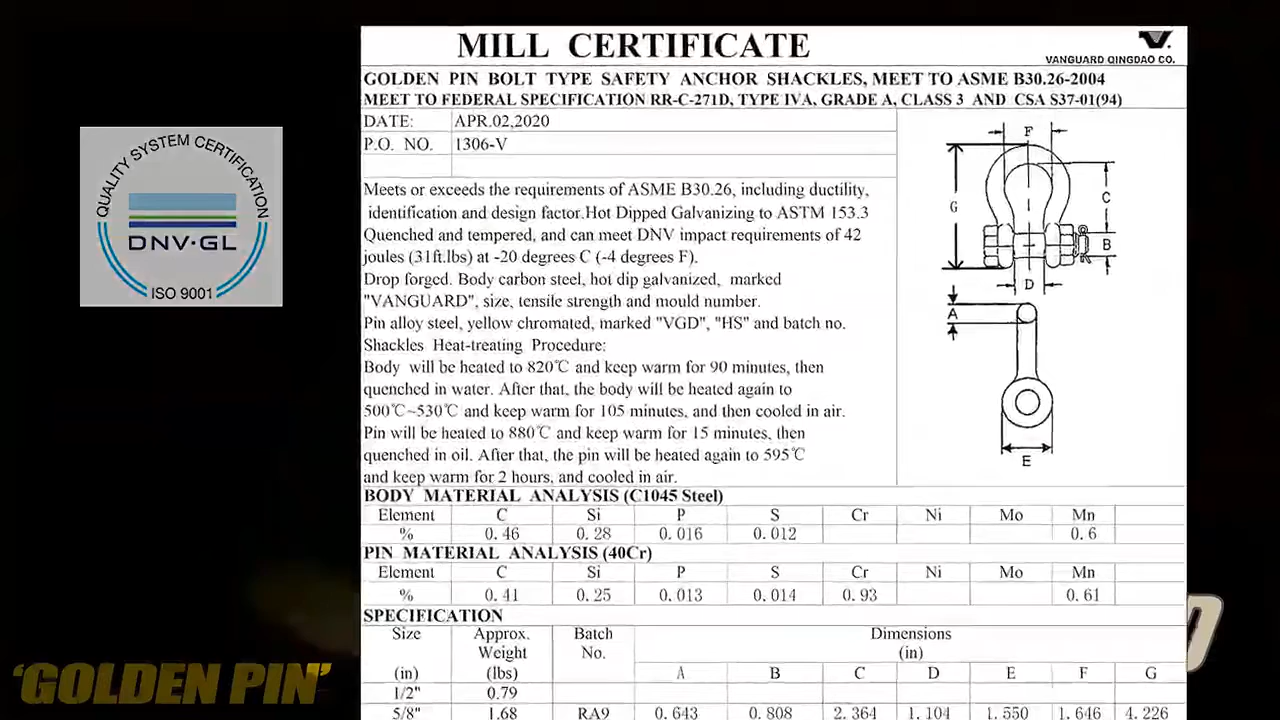 MILL CERTIFICATE
VANGUARD QINGDAO CO.
GOLDEN PIN BOLT TYPE SAFETY ANCHOR SHACKLES, MEET TO ASME B30.26-2004
MEET TO FEDERAL SPECIFICATION RR-C-271D, TYPE IVA, GRADE A, CLASS 3 AND CSA S37-01(94)
DATE: APR.02,2020
P.O. NO. 1306-V
Meets or exceeds the requirements of ASME B30.26, including ductility,
identification and design factor.Hot Dipped Galvanizing to ASTM 153.3
Quenched and tempered, and can meet DNV impact requirements of 42
joules (31ft.lbs) at -20 degrees C (-4 degrees F).
Drop forged. Body carbon steel, hot dip galvanized, marked
"VANGUARD", size, tensile strength and mould number.
Pin alloy steel, yellow chromated, marked "VGD", "HS" and batch no.
Shackles Heat-treating Procedure:
Body will be heated to 820℃ and keep warm for 90 minutes, then
quenched in water. After that, the body will be heated again to
500℃~530℃ and keep warm for 105 minutes, and then cooled in air.
Pin will be heated to 880℃ and keep warm for 15 minutes, then
quenched in oil. After that, the pin will be heated again to 595℃
and keep warm for 2 hours, and cooled in air.
F
G
C
B
D
A
E
BODY MATERIAL ANALYSIS (C1045 Steel)
Element C Si P S Cr Ni Mo Mn
% 0.46 0.28 0.016 0.012 0.6
PIN MATERIAL ANALYSIS (40Cr)
Element C Si P S Cr Ni Mo Mn
% 0.41 0.25 0.013 0.014 0.93 0.61
SPECIFICATION
Size Approx. Batch Dimensions
Weight No. (in)
(in) (lbs) A B C D E F G
1/2" 0.79
5/8" 1.68 RA9 0.643 0.808 2.364 1.104 1.550 1.646 4.226
QUALITY SYSTEM CERTIFICATION
DNV·GL
ISO 9001
'GOLDEN PIN'